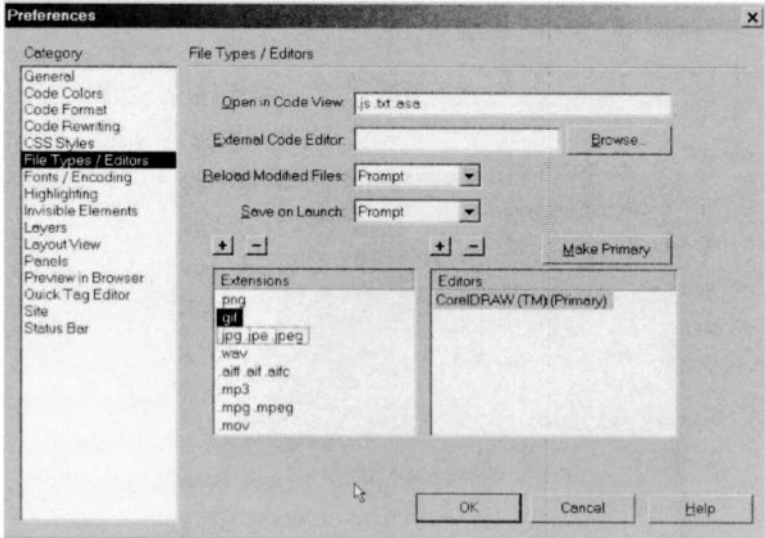 Preferences
Category
General
Code Colors
Code Format
Code Rewriting
CSS Styles
File Types / Editors
Fonts / Encoding
Highlighting
Invisible Elements
Layers
Layout View
Panels
Preview in Browser
Quick Tag Editor
Site
Status Bar
File Types / Editors
Open in Code View: .js .txt .asa
External Code Editor: Browse...
Reload Modified Files: Prompt
Save on Launch: Prompt
+ − + − Make Primary
Extensions
.png
.gif
.jpg .jpe .jpeg
.wav
.aiff .aif .aifc
.mp3
.mpg .mpeg
.mov
Editors
CorelDRAW (TM) (Primary)
OK Cancel Help